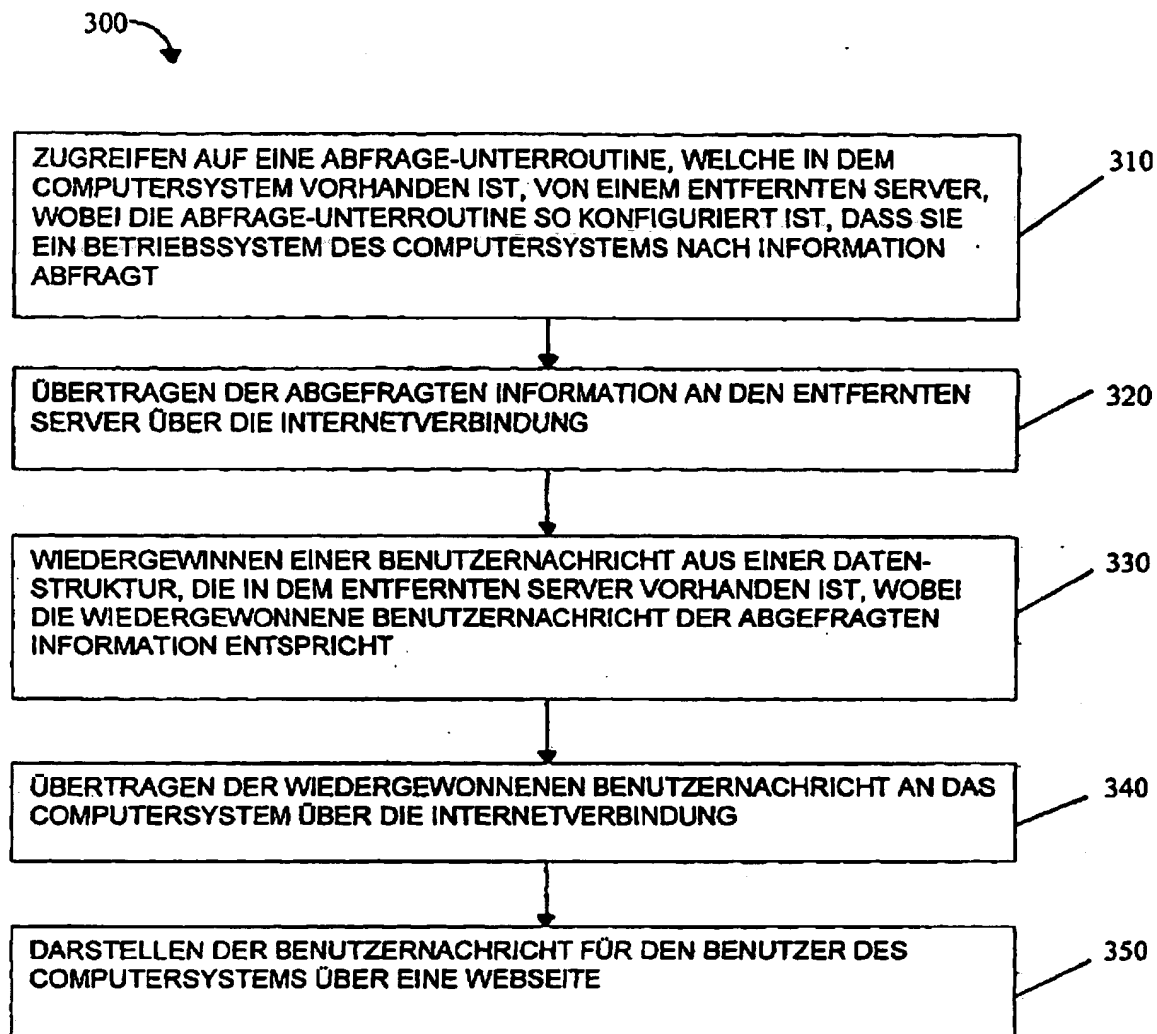 300
ZUGREIFEN AUF EINE ABFRAGE-UNTERROUTINE, WELCHE IN DEM
COMPUTERSYSTEM VORHANDEN IST, VON EINEM ENTFERNTEN SERVER,
WOBEI DIE ABFRAGE-UNTERROUTINE SO KONFIGURIERT IST, DASS SIE
EIN BETRIEBSSYSTEM DES COMPUTERSYSTEMS NACH INFORMATION
ABFRAGT
310
ÜBERTRAGEN DER ABGEFRAGTEN INFORMATION AN DEN ENTFERNTEN
SERVER ÜBER DIE INTERNETVERBINDUNG
320
WIEDERGEWINNEN EINER BENUTZERNACHRICHT AUS EINER DATEN-
STRUKTUR, DIE IN DEM ENTFERNTEN SERVER VORHANDEN IST, WOBEI
DIE WIEDERGEWONNENE BENUTZERNACHRICHT DER ABGEFRAGTEN
INFORMATION ENTSPRICHT
330
ÜBERTRAGEN DER WIEDERGEWONNENEN BENUTZERNACHRICHT AN DAS
COMPUTERSYSTEM ÜBER DIE INTERNETVERBINDUNG
340
DARSTELLEN DER BENUTZERNACHRICHT FÜR DEN BENUTZER DES
COMPUTERSYSTEMS ÜBER EINE WEBSEITE
350